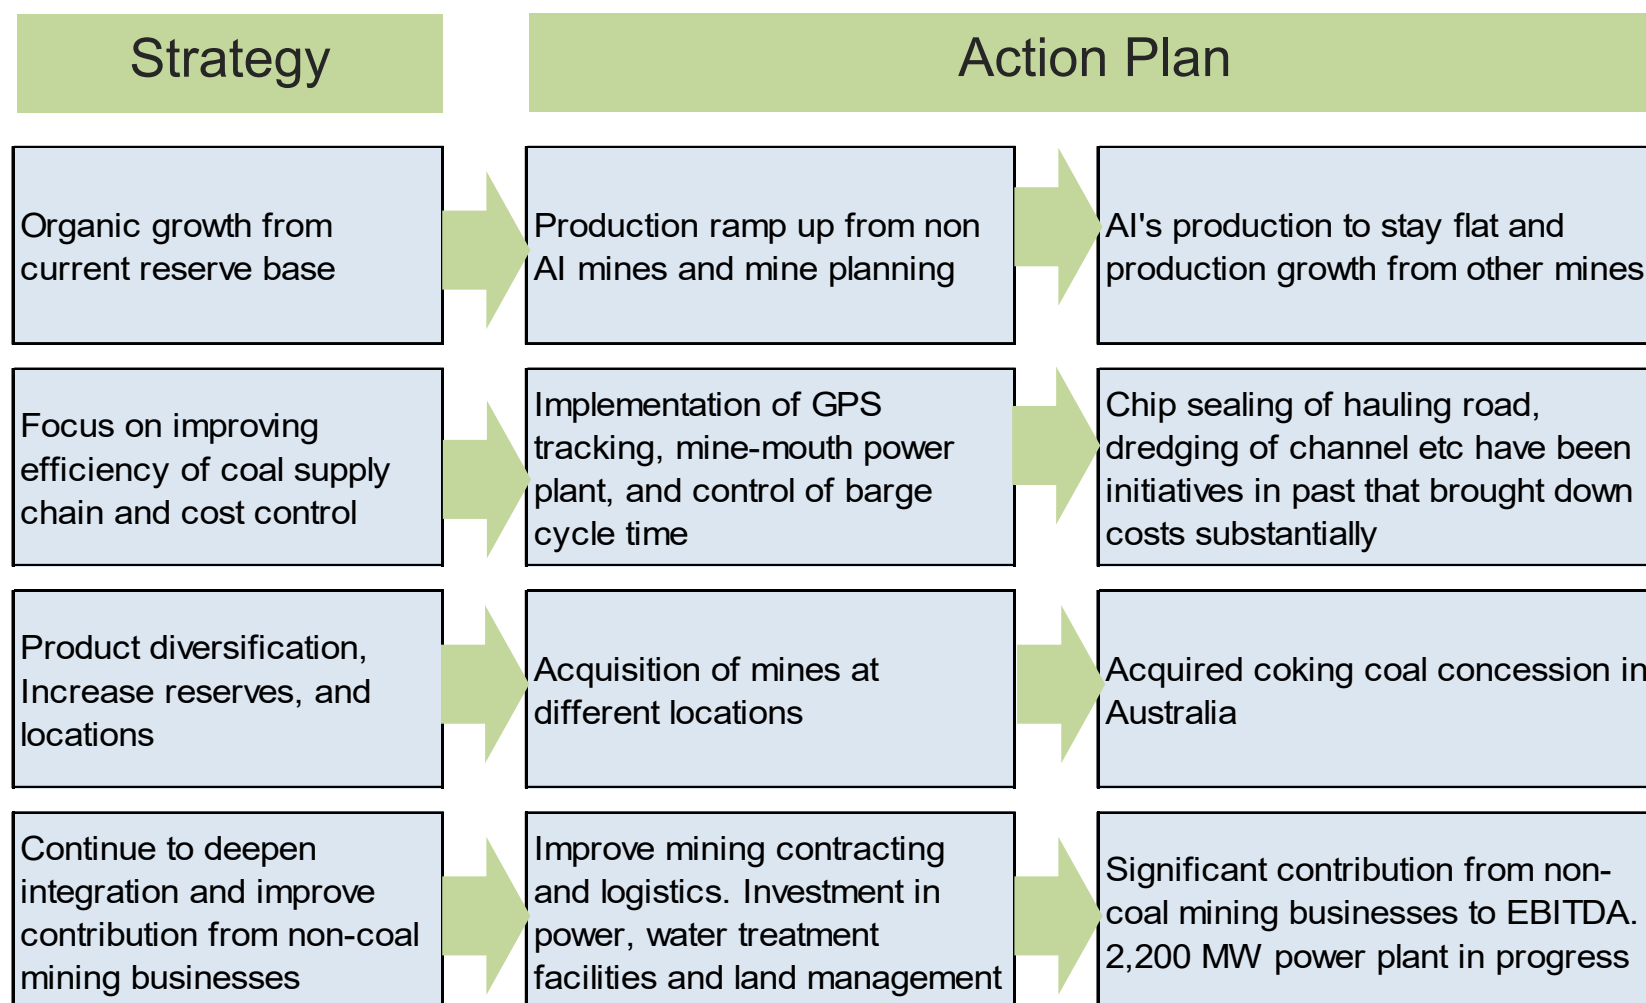 Strategy
Action Plan
Organic growth from
current reserve base
Production ramp up from non
AI mines and mine planning
AI's production to stay flat and
production growth from other mines
Focus on improving
efficiency of coal supply
chain and cost control
Implementation of GPS
tracking, mine-mouth power
plant, and control of barge
cycle time
Chip sealing of hauling road,
dredging of channel etc have been
initiatives in past that brought down
costs substantially
Product diversification,
Increase reserves, and
locations
Acquisition of mines at
different locations
Acquired coking coal concession in
Australia
Continue to deepen
integration and improve
contribution from non-coal
mining businesses
Improve mining contracting
and logistics. Investment in
power, water treatment
facilities and land management
Significant contribution from non-
coal mining businesses to EBITDA.
2,200 MW power plant in progress